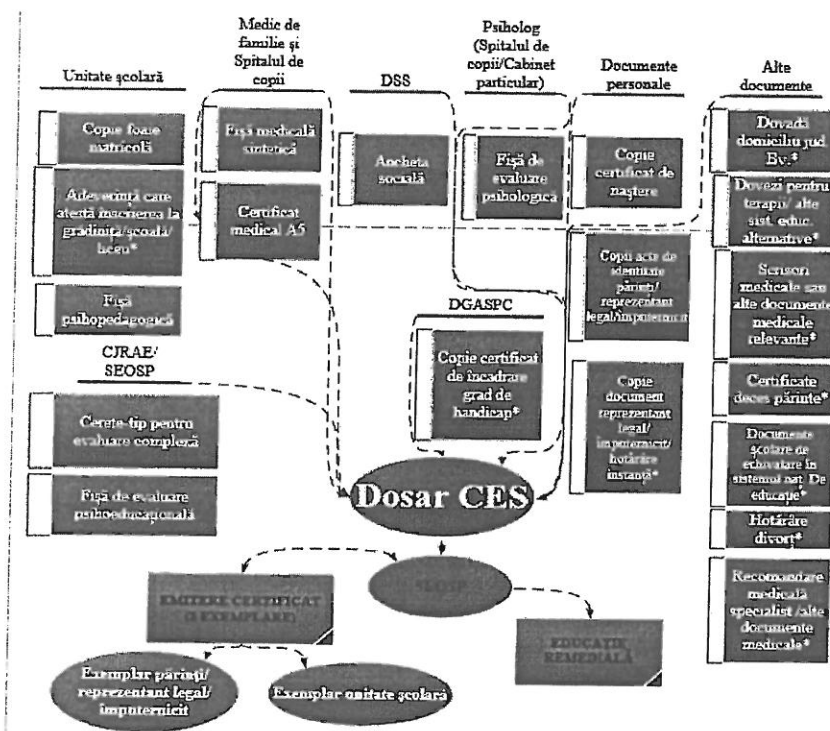 Unitate școlară
Copie foaie
matricolă
Adeverință care
atestă înscrierea la
grădiniță/școală/
liceu*
Fișă
psihopedagogică
CJRAE/
SEOSP
Cerere-tip pentru
evaluare complexă
Fișă de evaluare
psihoeducațională
Medic de
familie și
Spitalul de
copii
Fișă medicală
sintetică
Certificat
medical A5
DSS
Ancheta
socială
Psiholog
(Spitalul de
copii/Cabinet
particular)
Fișă de
evaluare
psihologică
DGASPC
Copie certificat
de încadrare
grad de
handicap*
Documente
personale
Copie
certificat de
naștere
Copii acte de
identitate
părinți/
reprezentant
legal/împuternicit
Copie
document
reprezentant
legal/
împuternicit/
hotărâre
instanță*
Alte
documente
Dovadă
domiciliu jud.
Bv.*
Dovezi pentru
terapii/ alte
sist. educ.
alternative*
Scrisori
medicale sau
alte documente
medicale
relevante*
Certificate
deces părinte*
Documente
școlare de
echivalare în
sistemul naț. De
educație*
Hotărâre
divorț*
Recomandare
medicală
specialist /alte
documente
medicale*
Dosar CES
SEOSP
EMITERE CERTIFICAT
(2 EXEMPLARE)
EDUCAȚIE
REMEDIALĂ
Exemplar părinți/
reprezentant legal/
împuternicit
Exemplar unitate școlară